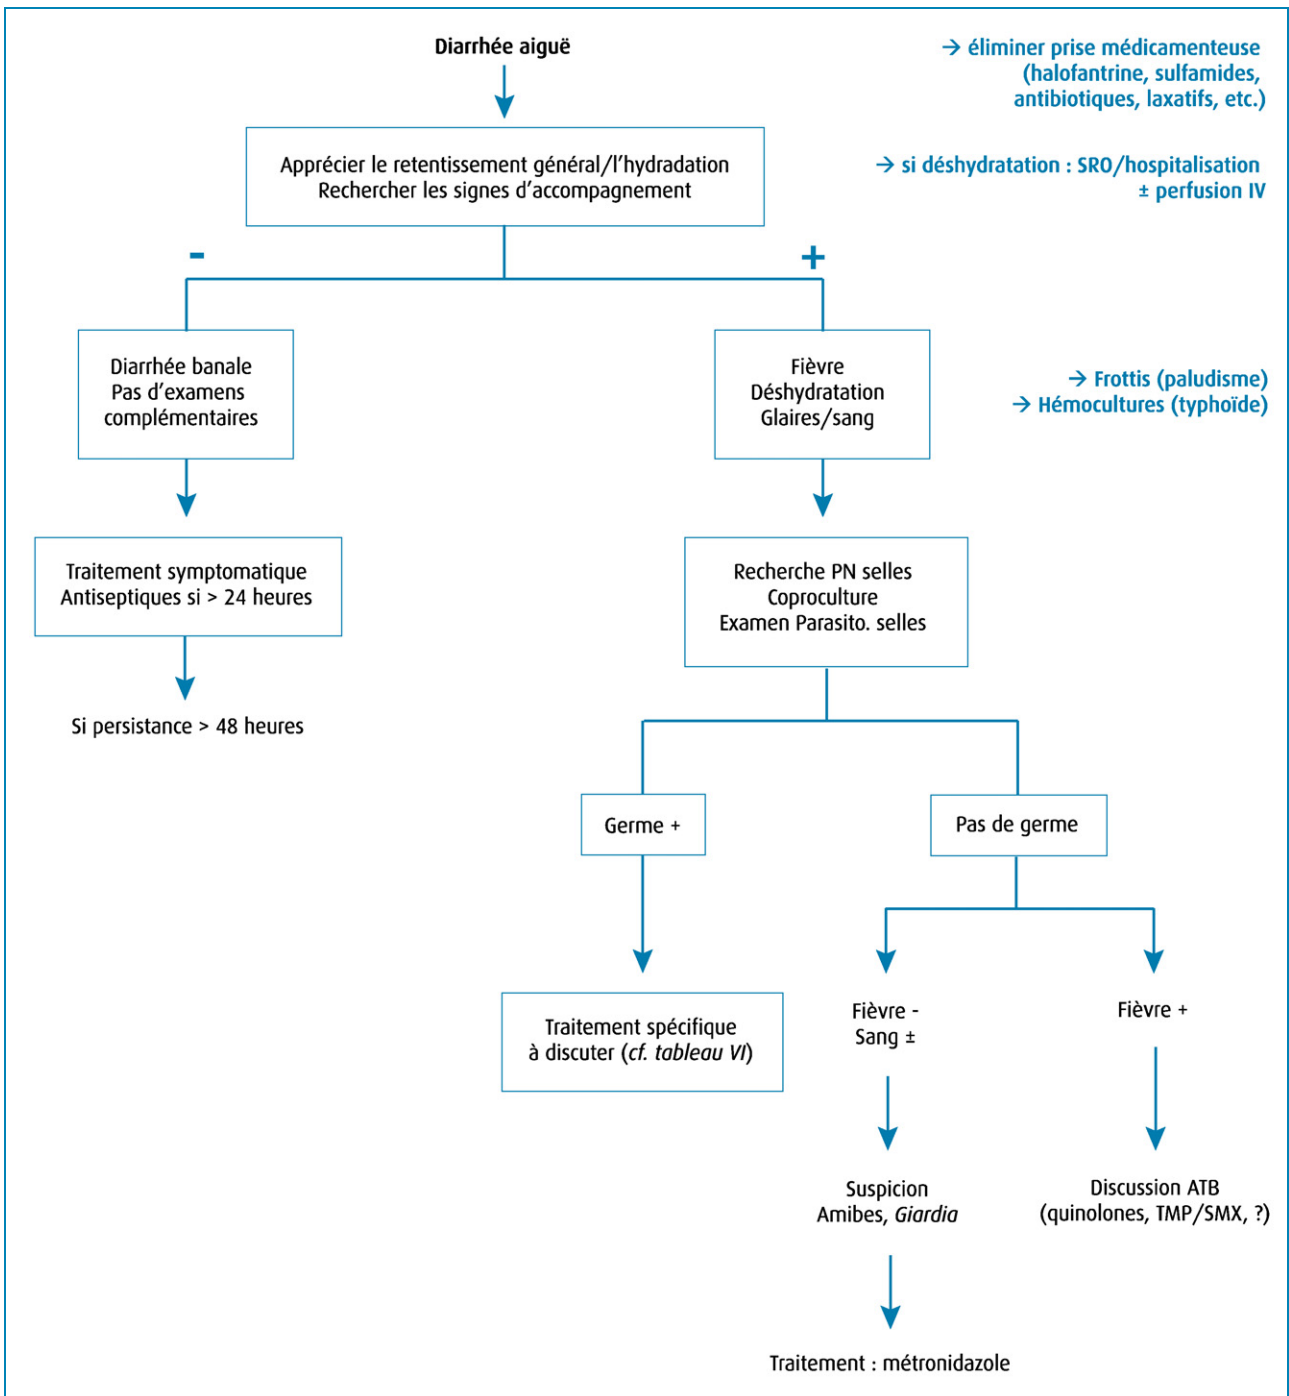 Diarrhée aiguë
→ éliminer prise médicamenteuse
(halofantrine, sulfamides,
antibiotiques, laxatifs, etc.)
Apprécier le retentissement général/l'hydradation
Rechercher les signes d'accompagnement
→ si déshydratation : SRO/hospitalisation
± perfusion IV
-
+
Diarrhée banale
Pas d'examens
complémentaires
Fièvre
Déshydratation
Glaires/sang
→ Frottis (paludisme)
→ Hémocultures (typhoïde)
Traitement symptomatique
Antiseptiques si > 24 heures
Recherche PN selles
Coproculture
Examen Parasito. selles
Si persistance > 48 heures
Germe +
Pas de germe
Traitement spécifique
à discuter (cf. tableau VI)
Fièvre -
Sang ±
Fièvre +
Suspicion
Amibes, Giardia
Discussion ATB
(quinolones, TMP/SMX, ?)
Traitement : métronidazole